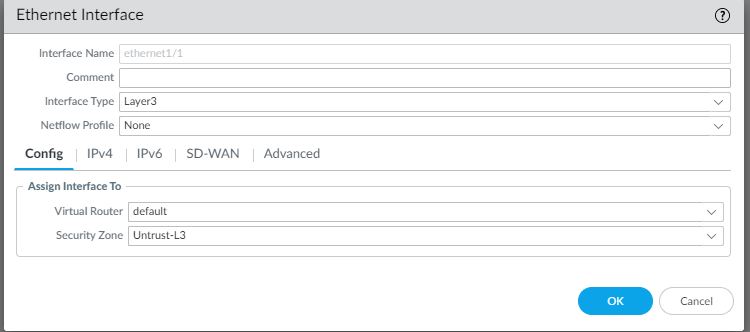 Ethernet Interface
Interface Name ethernet1/1
Comment
Interface Type Layer3
Netflow Profile None
Config IPv4 IPv6 SD-WAN Advanced
Assign Interface To
Virtual Router default
Security Zone Untrust-L3
OK Cancel